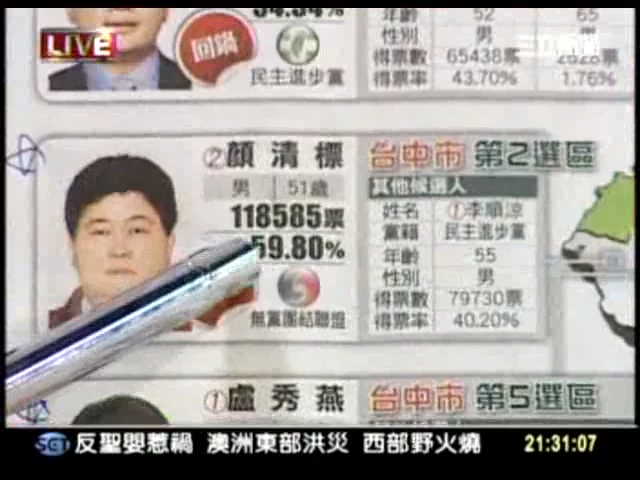 LIVE
回鍋
民主進步黨
年齡 52 65
性別 男 男
得票數 65438票
得票率 43.70% 1.76%
②顏清標
男 51歲
118585票
59.80%
無黨團結聯盟
台中市 第2選區
其他候選人
姓名 ①李順涼
黨籍 民主進步黨
年齡 55
性別 男
得票數 79730票
得票率 40.20%
①盧秀燕
台中市 第5選區
SET 反聖嬰惹禍 澳洲東部洪災 西部野火燒 21:31:07